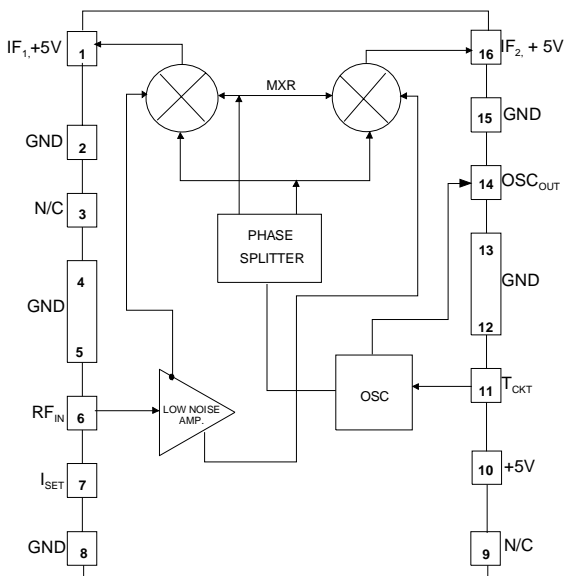 IF1,+5V
1
16
IF2, + 5V
MXR
15
GND
GND
2
14
OSCOUT
N/C
3
PHASE
SPLITTER
13
4
GND
GND
12
5
OSC
11
TCKT
LOW NOISE
AMP.
RFIN
6
10
+5V
ISET
7
GND
8
9
N/C